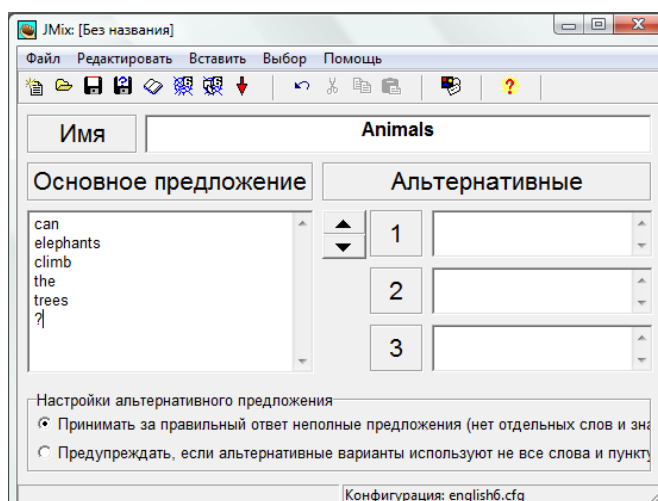 JMix: [Без названия]
Файл Редактировать Вставить Выбор Помощь
Имя
Animals
Основное предложение
Альтернативные
can
elephants
climb
the
trees
?
1
2
3
Настройки альтернативного предложения
Принимать за правильный ответ неполные предложения (нет отдельных слов и зна
Предупреждать, если альтернативные варианты используют не все слова и пункту
Конфигурация: english6.cfg